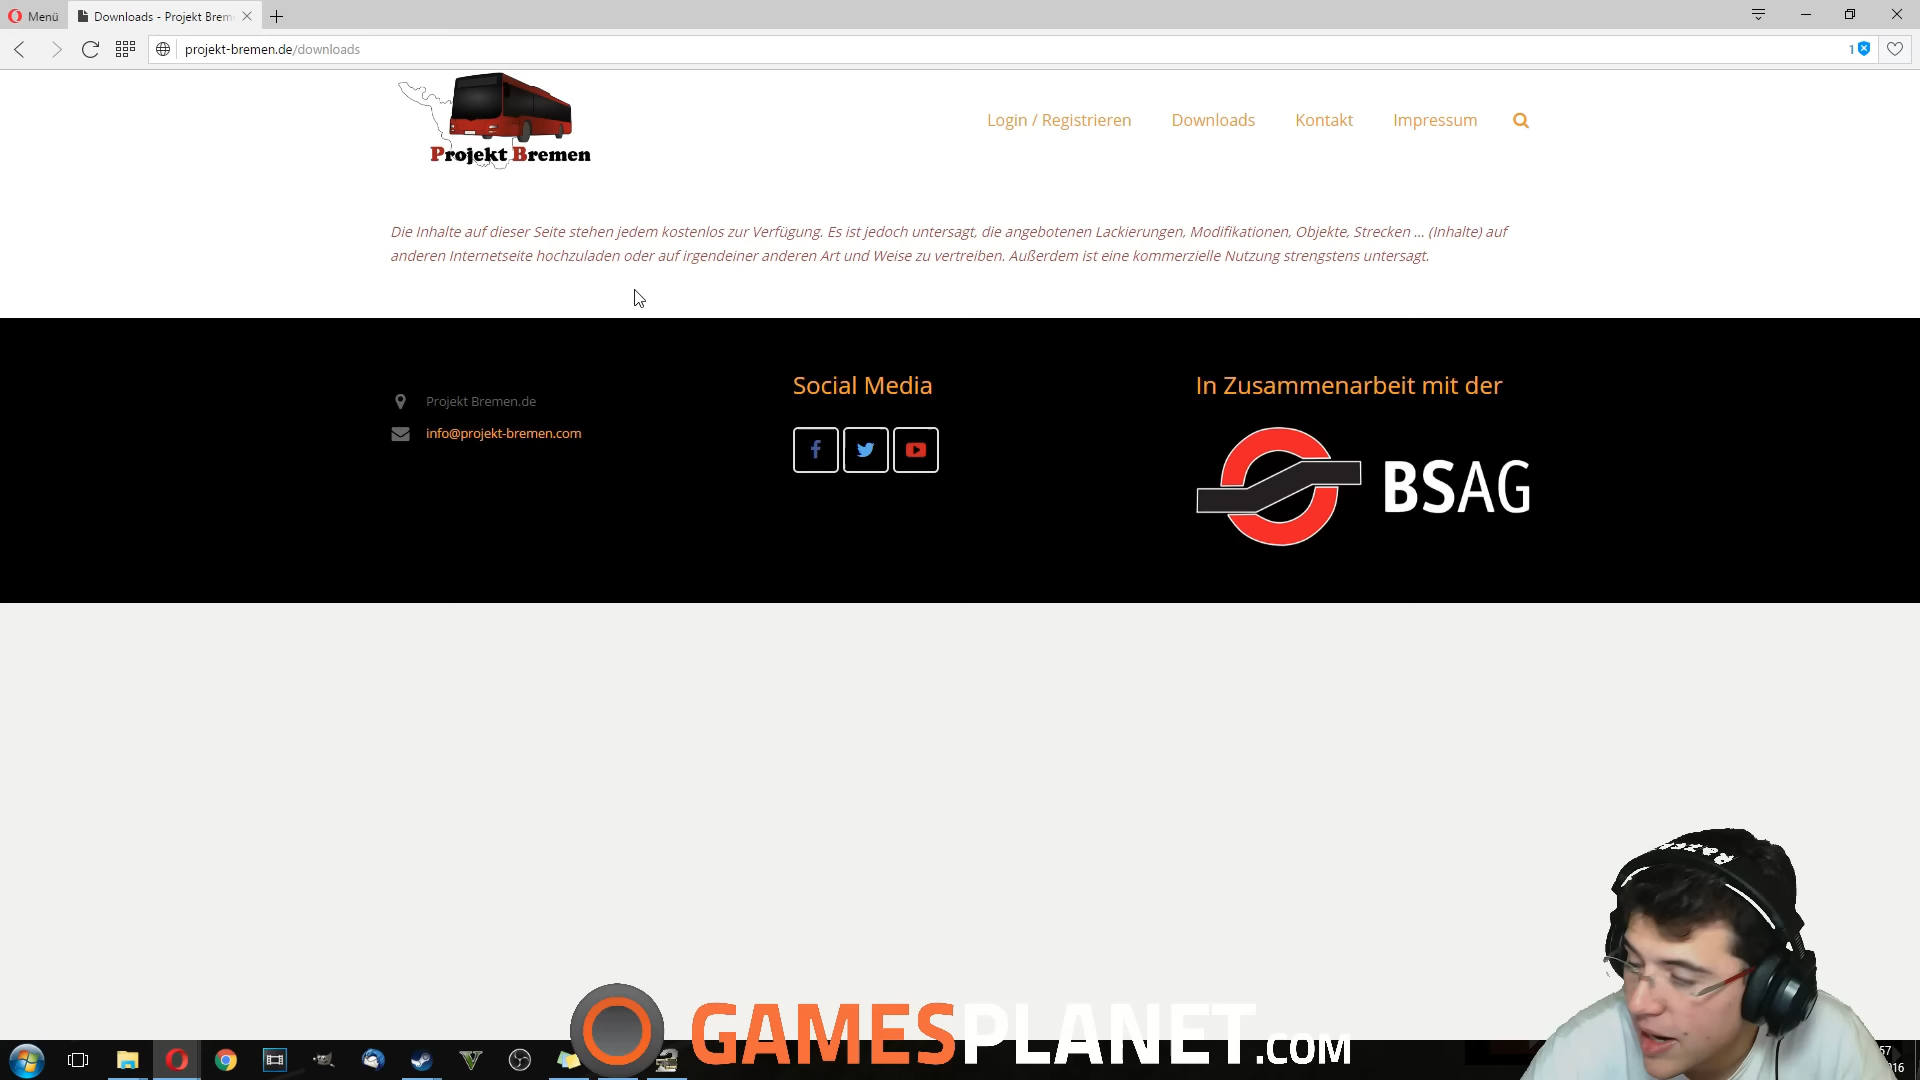 Menü
Downloads - Projekt Brem
projekt-bremen.de/downloads
1
Projekt Bremen
Login / Registrieren
Downloads
Kontakt
Impressum
Die Inhalte auf dieser Seite stehen jedem kostenlos zur Verfügung. Es ist jedoch untersagt, die angebotenen Lackierungen, Modifikationen, Objekte, Strecken ... (Inhalte) auf
anderen Internetseite hochzuladen oder auf irgendeiner anderen Art und Weise zu vertreiben. Außerdem ist eine kommerzielle Nutzung strengstens untersagt.
Projekt Bremen.de
info@projekt-bremen.com
Social Media
In Zusammenarbeit mit der
BSAG
GAMESPLANET.COM
57
16